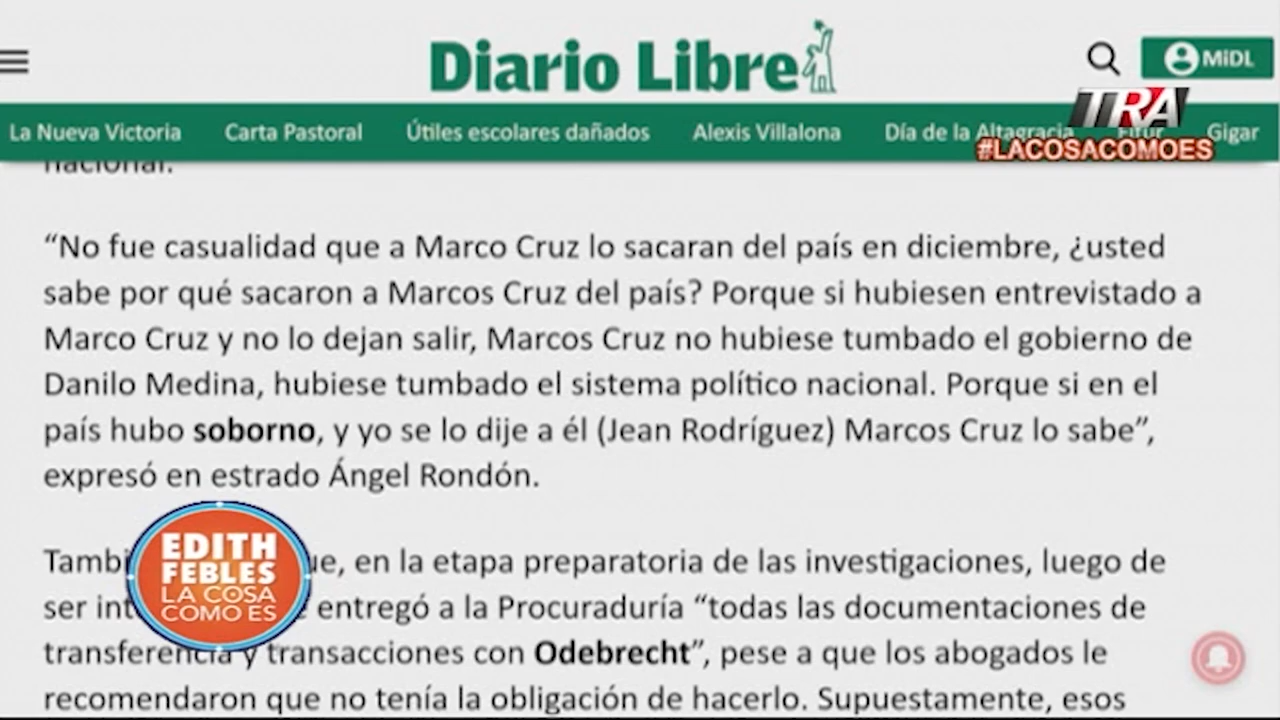 Diario Libre
MiDL
TRA
La Nueva Victoria Carta Pastoral Útiles escolares dañados Alexis Villalona Día de la Altagracia Fitur Gigar
#LACOSACOMOES
nacional.
“No fue casualidad que a Marco Cruz lo sacaran del país en diciembre, ¿usted
sabe por qué sacaron a Marcos Cruz del país? Porque si hubiesen entrevistado a
Marco Cruz y no lo dejan salir, Marcos Cruz no hubiese tumbado el gobierno de
Danilo Medina, hubiese tumbado el sistema político nacional. Porque si en el
país hubo soborno, y yo se lo dije a él (Jean Rodríguez) Marcos Cruz lo sabe”,
expresó en estrado Ángel Rondón.
en la etapa preparatoria de las investigaciones, luego de
ser entregó a la Procuraduría “todas las documentaciones de
transferencia y transacciones con Odebrecht”, pese a que los abogados le
recomendaron que no tenía la obligación de hacerlo. Supuestamente, esos
EDITH
FEBLES
LA COSA
COMO ES